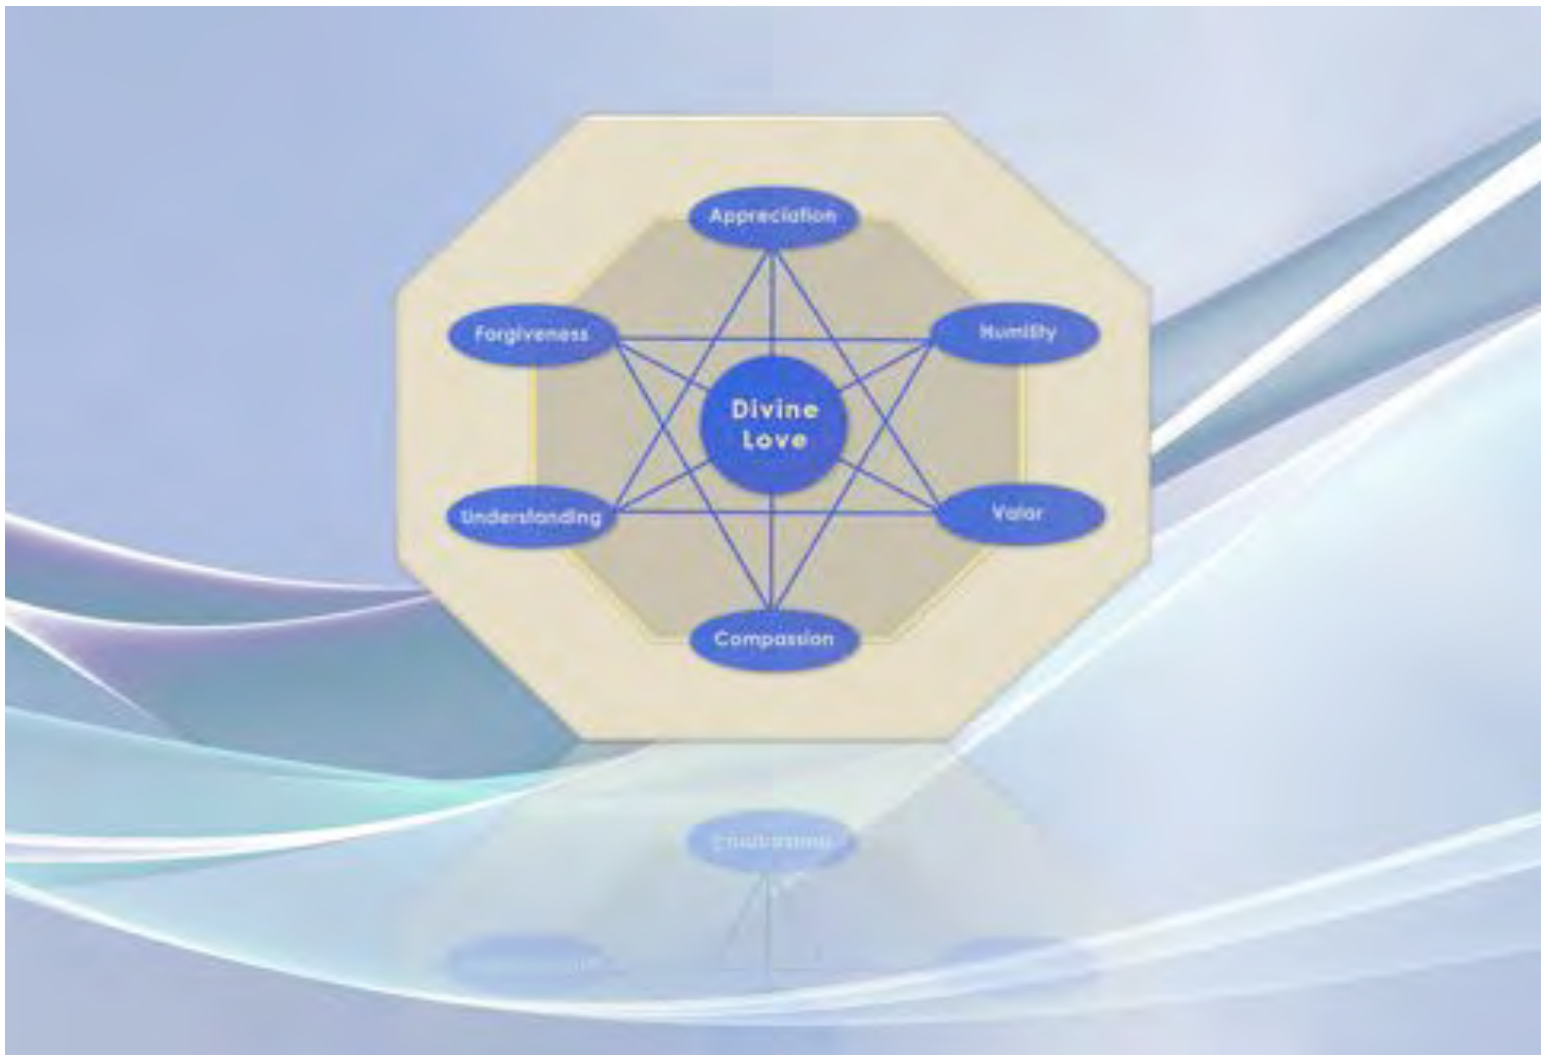 Appreciation
Forgiveness
Humility
Divine
Love
Understanding
Valor
Compassion